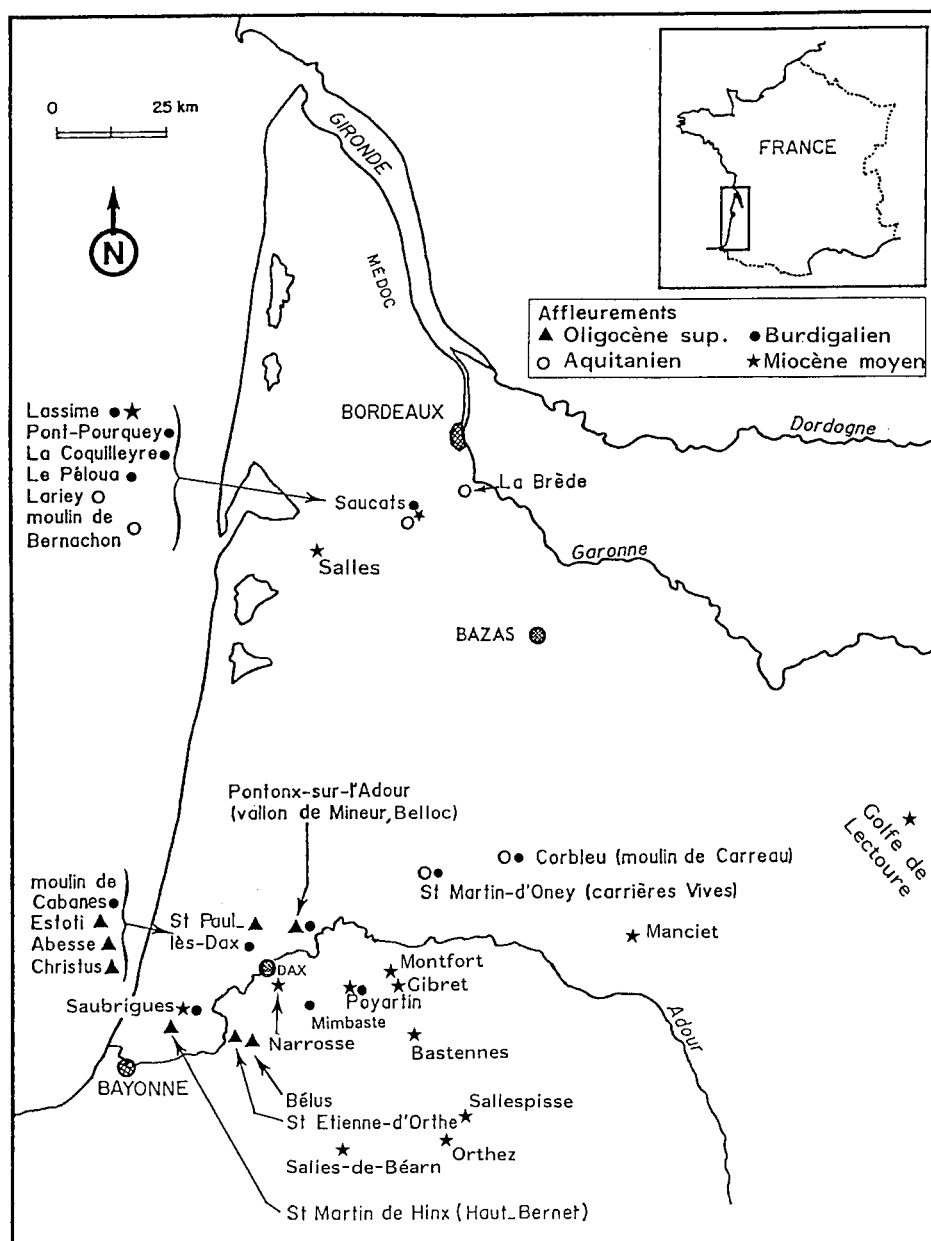 0 25 km
N
GIRONDE
MEDOC
FRANCE
Affleurements
Oligocène sup.
Burdigalien
Aquitanien
Miocène moyen
BORDEAUX
Dordogne
Lassime
Pont-Pourquey
La Coquilleyre
Le Péloua
Lariey
moulin de
Bernachon
Saucats
La Brède
Salles
Garonne
BAZAS
Pontonx-sur-l'Adour
(vallon de Mineur, Belloc)
Golfe de
Lectoure
Corbleu (moulin de Carreau)
St Martin-d'Oney (carrières Vives)
moulin de
Cabanes
Estoti
Abesse
Christus
St Paul_
lès-Dax
Manciet
DAX
Montfort
Gibret
Poyartin
Saubrigues
Mimbaste
Narrosse
Bastennes
Adour
BAYONNE
Bélus
St Etienne-d'Orthe
Sallespisse
Orthez
Salies-de-Béarn
St Martin de Hinx (Haut_Bernet)